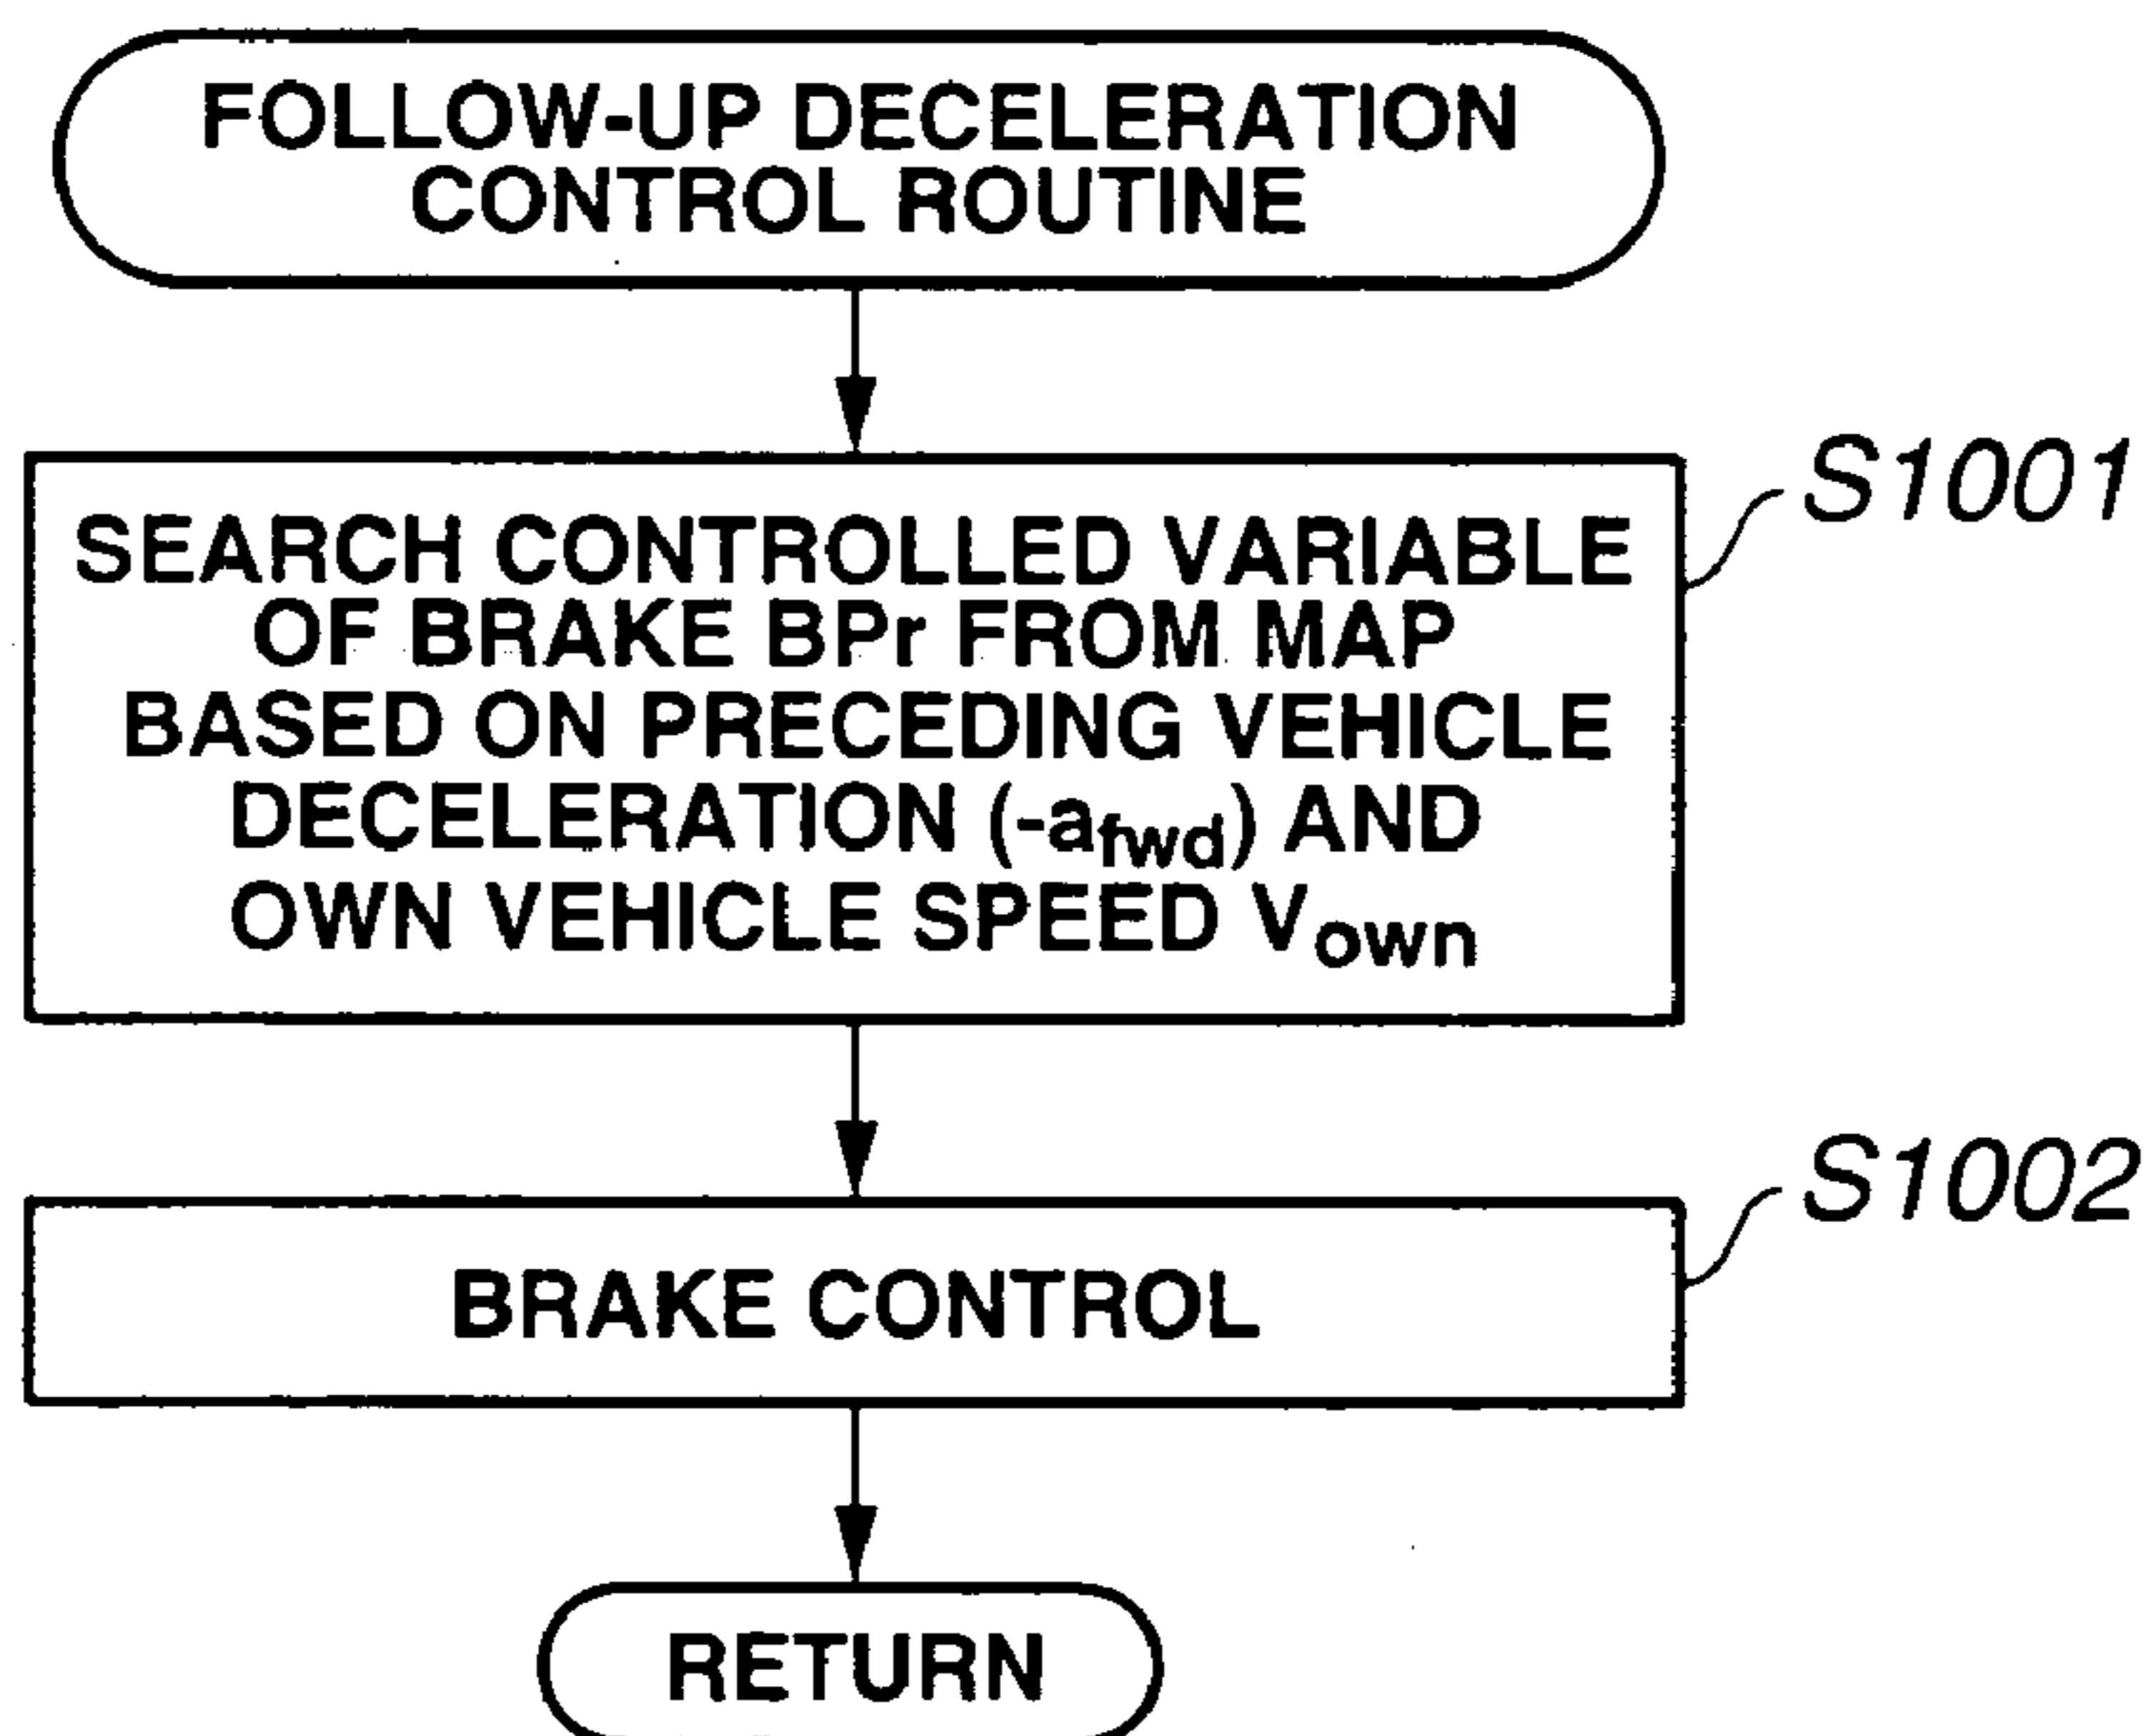 FOLLOW-UP DECELERATION
CONTROL ROUTINE
S1001
SEARCH CONTROLLED VARIABLE
OF BRAKE BPr FROM MAP
BASED ON PRECEDING VEHICLE
DECELERATION (-afwd) AND
OWN VEHICLE SPEED Vown
S1002
BRAKE CONTROL
RETURN